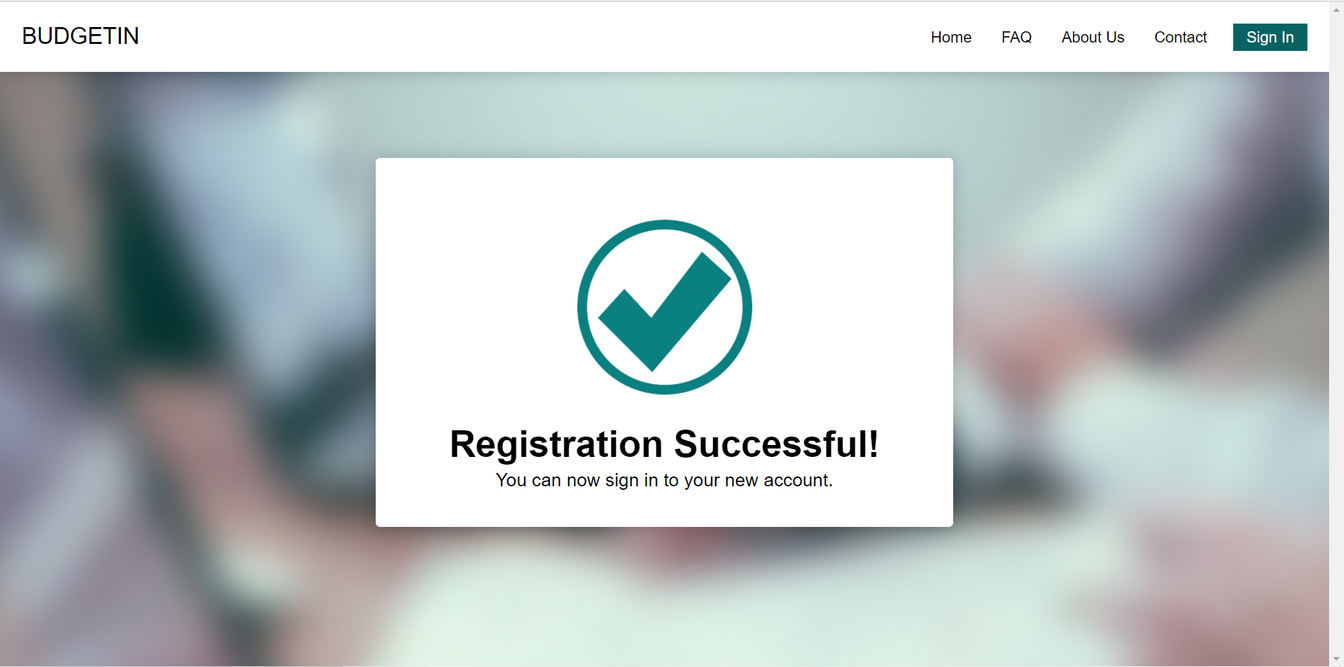 BUDGETIN
Home FAQ About Us Contact Sign In
Registration Successful!
You can now sign in to your new account.